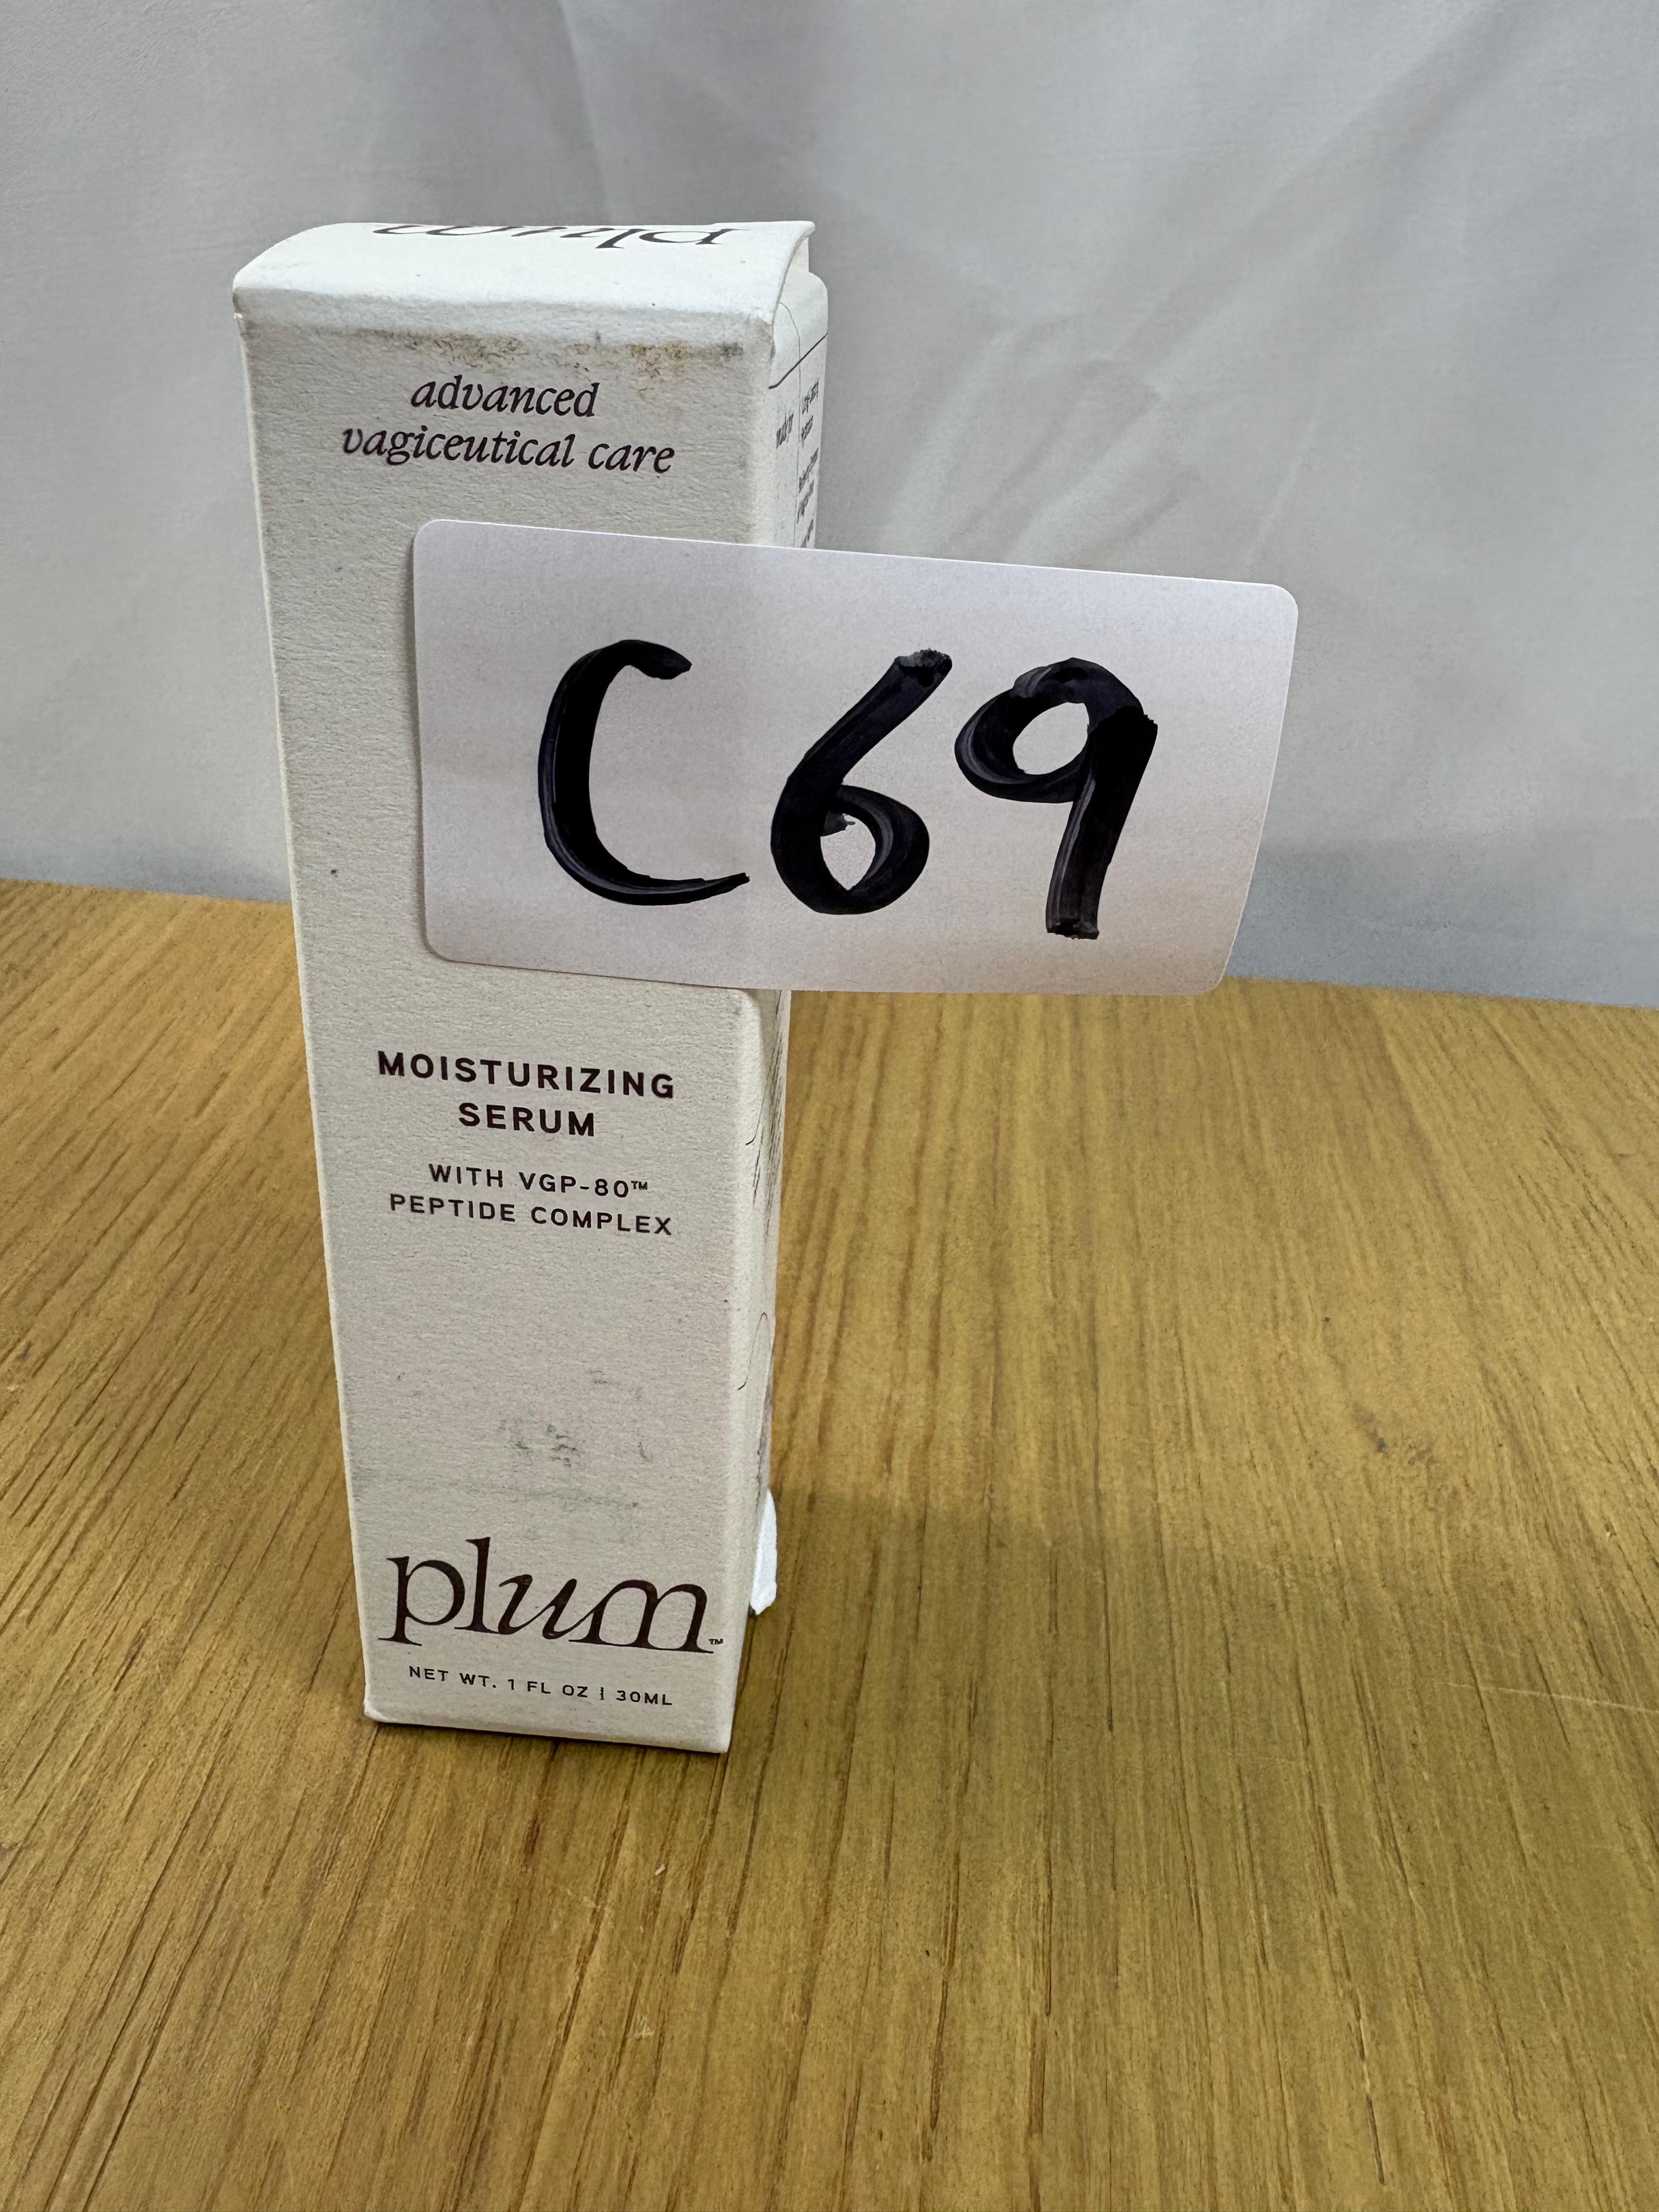 plum
advanced
vagiceutical care
C69
MOISTURIZING
SERUM
WITH VGP-80™
PEPTIDE COMPLEX
plum™
NET WT. 1 FL OZ | 30ML